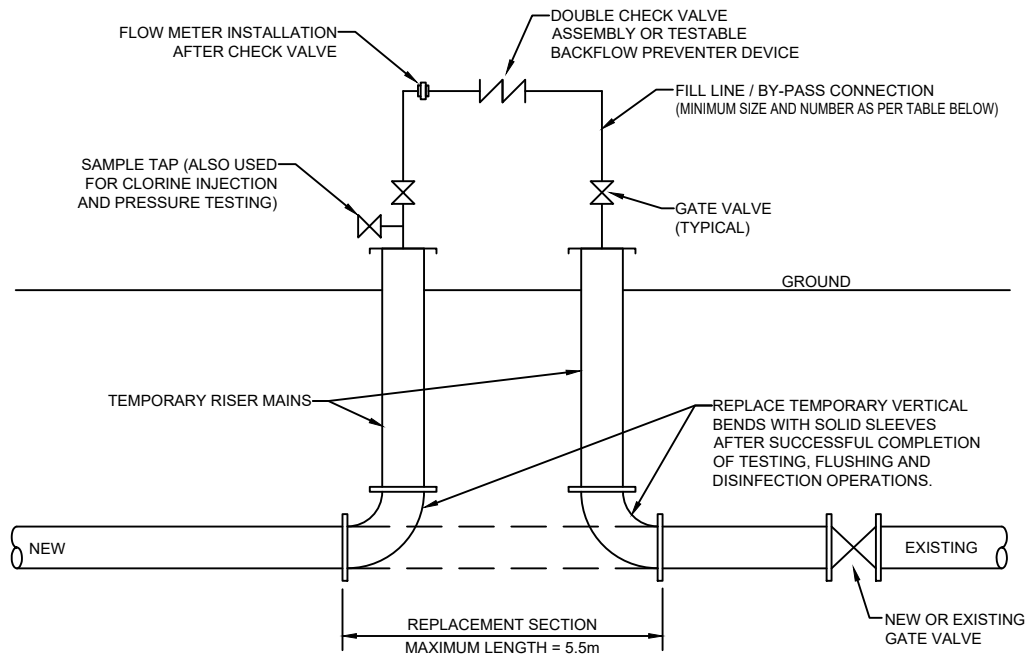 FLOW METER INSTALLATION
AFTER CHECK VALVE
DOUBLE CHECK VALVE
ASSEMBLY OR TESTABLE
BACKFLOW PREVENTER DEVICE
FILL LINE / BY-PASS CONNECTION
(MINIMUM SIZE AND NUMBER AS PER TABLE BELOW)
SAMPLE TAP (ALSO USED
FOR CLORINE INJECTION
AND PRESSURE TESTING)
GATE VALVE
(TYPICAL)
GROUND
TEMPORARY RISER MAINS
REPLACE TEMPORARY VERTICAL
BENDS WITH SOLID SLEEVES
AFTER SUCCESSFUL COMPLETION
OF TESTING, FLUSHING AND
DISINFECTION OPERATIONS.
NEW
EXISTING
REPLACEMENT SECTION
MAXIMUM LENGTH = 5.5m
NEW OR EXISTING
GATE VALVE